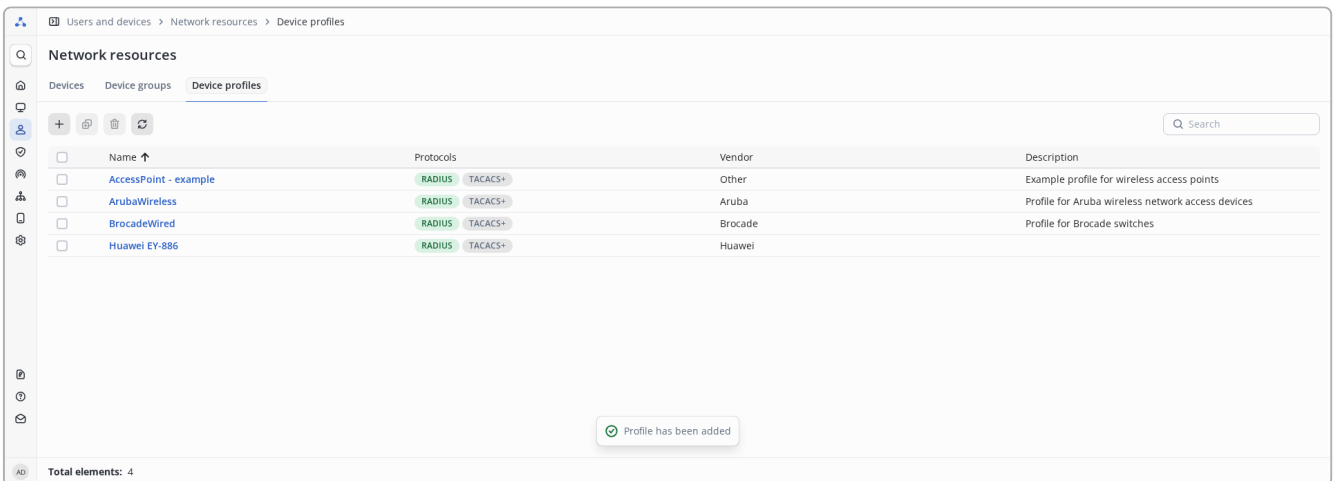 Users and devices > Network resources > Device profiles
Network resources
Devices Device groups Device profiles
Search
Name Protocols Vendor Description
AccessPoint - example RADIUS TACACS+ Other Example profile for wireless access points
ArubaWireless RADIUS TACACS+ Aruba Profile for Aruba wireless network access devices
BrocadeWired RADIUS TACACS+ Brocade Profile for Brocade switches
Huawei EY-886 RADIUS TACACS+ Huawei
Profile has been added
AD Total elements: 4